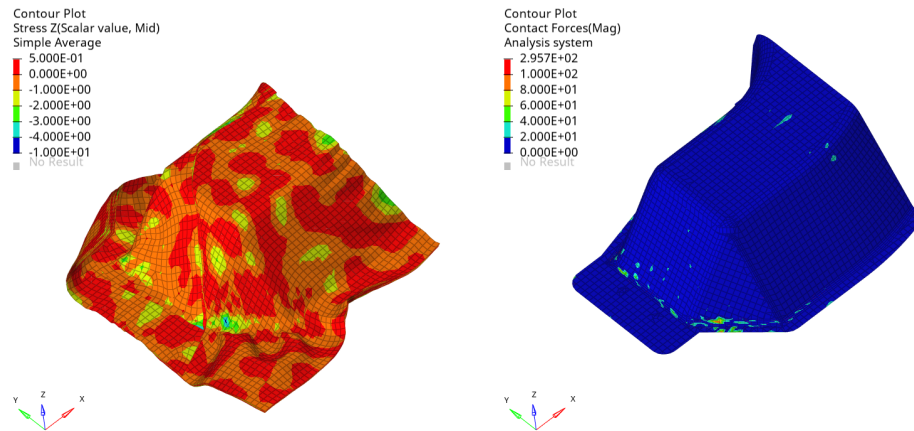 Contour Plot
Stress Z(Scalar value, Mid)
Simple Average
5.000E-01
0.000E+00
-1.000E+00
-2.000E+00
-3.000E+00
-4.000E+00
-1.000E+01
No Result
Y
Z
X
Contour Plot
Contact Forces(Mag)
Analysis system
2.957E+02
1.000E+02
8.000E+01
6.000E+01
4.000E+01
2.000E+01
0.000E+00
No Result
Y
Z
X